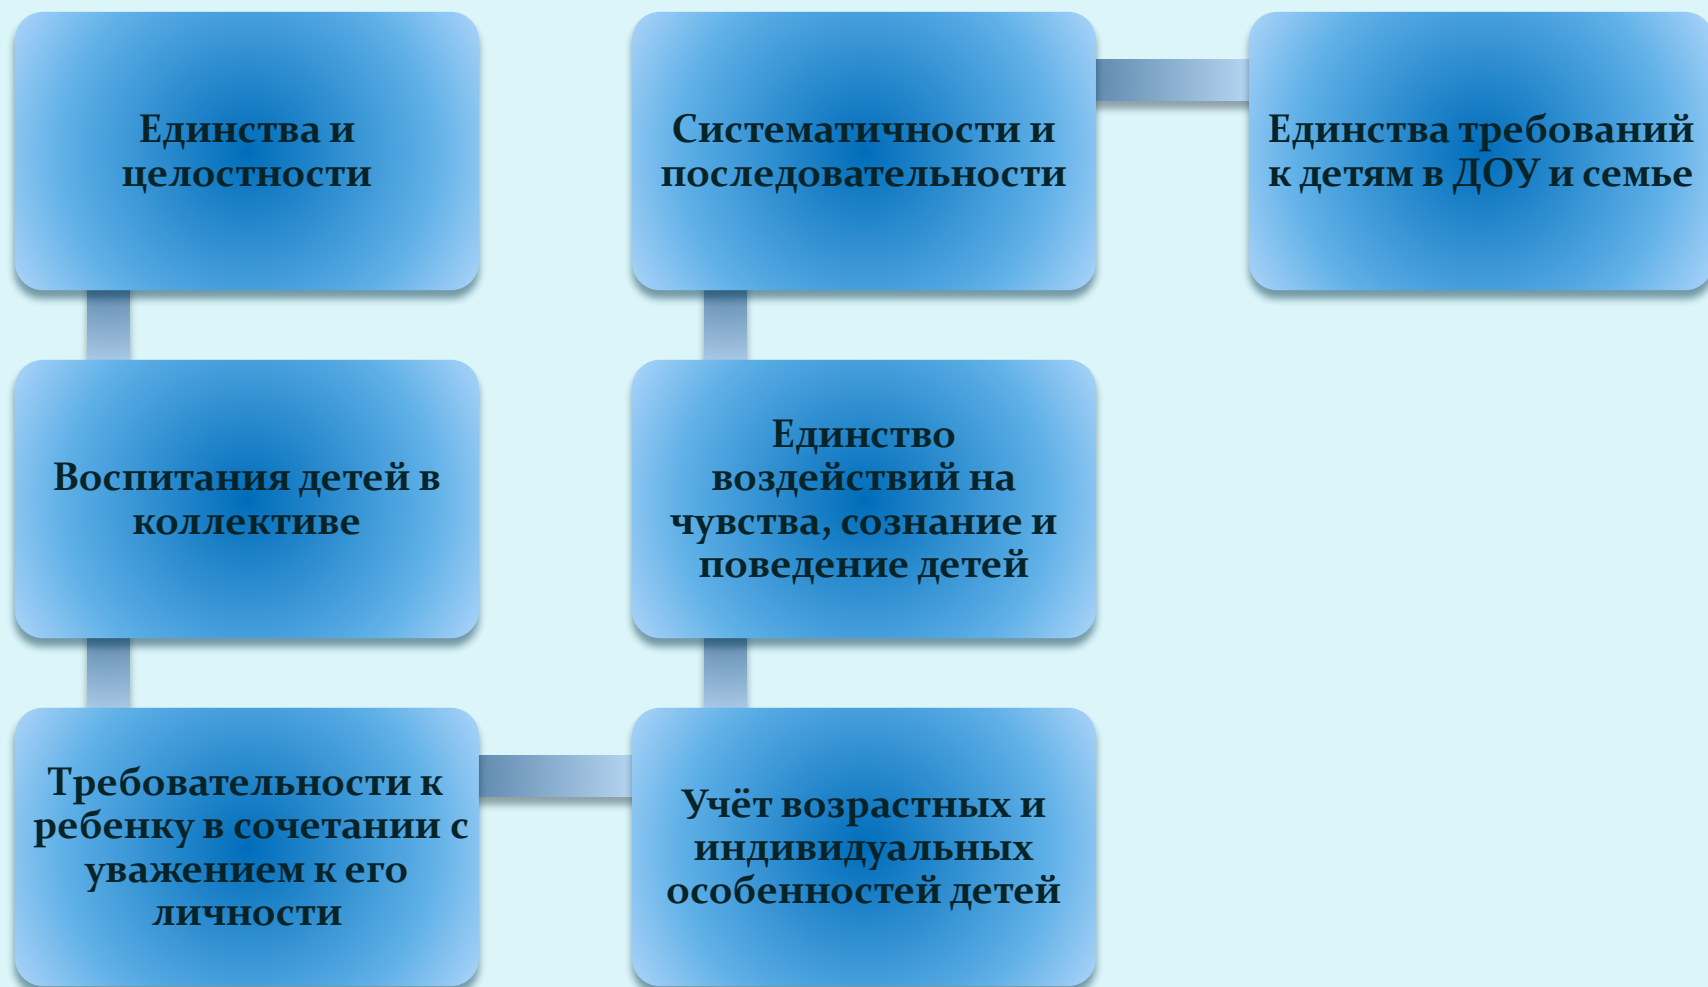 Единства и
целостности
Воспитания детей в
коллективе
Требовательности к
ребенку в сочетании с
уважением к его
личности
Учёт возрастных и
индивидуальных
особенностей детей
Единство
воздействий на
чувства, сознание и
поведение детей
Систематичности и
последовательности
Единства требований
к детям в ДОУ и семье